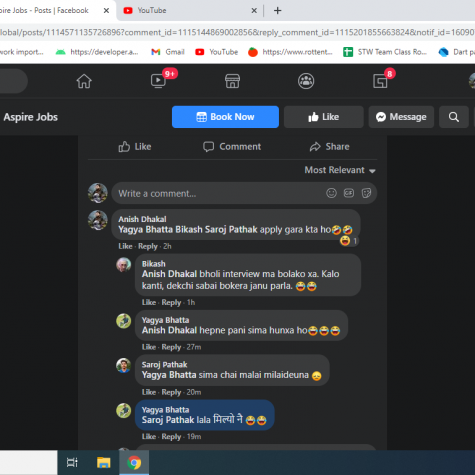 pire Jobs - Posts | Facebook
YouTube
lobal/posts/1114571135726896?comment_id=1115144869002856&reply_comment_id=1115201855663824&notif_id=16090
work import...
https://developer.a...
Gmail
YouTube
https://www.rottent...
STW Team Class Ro...
Dart p
9+
8
Aspire Jobs
Book Now
Like
Message
Like
Comment
Share
Most Relevant
Write a comment...
GIF
Anish Dhakal
Yagya Bhatta Bikash Saroj Pathak apply gara kta ho🤣🤣
1
Like · Reply · 2h
Bikash
Anish Dhakal bholi interview ma bolako xa. Kalo
kanti, dekchi sabai bokera janu parla. 😂😂
Like · Reply · 1h
Yagya Bhatta
Anish Dhakal hepne pani sima hunxa ho😂😂😂
Like · Reply · 27m
Saroj Pathak
Yagya Bhatta sima chai malai milaideuna 😞
Like · Reply · 20m
Yagya Bhatta
Saroj Pathak lala मिल्यो नै 😂😂
Like · Reply · 19m